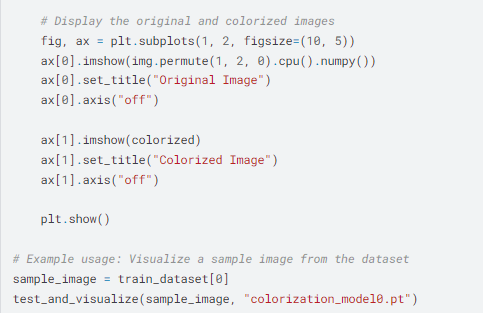 # Display the original and colorized images
fig, ax = plt.subplots(1, 2, figsize=(10, 5))
ax[0].imshow(img.permute(1, 2, 0).cpu().numpy())
ax[0].set_title("Original Image")
ax[0].axis("off")
ax[1].imshow(colorized)
ax[1].set_title("Colorized Image")
ax[1].axis("off")
plt.show()
# Example usage: Visualize a sample image from the dataset
sample_image = train_dataset[0]
test_and_visualize(sample_image, "colorization_model0.pt")